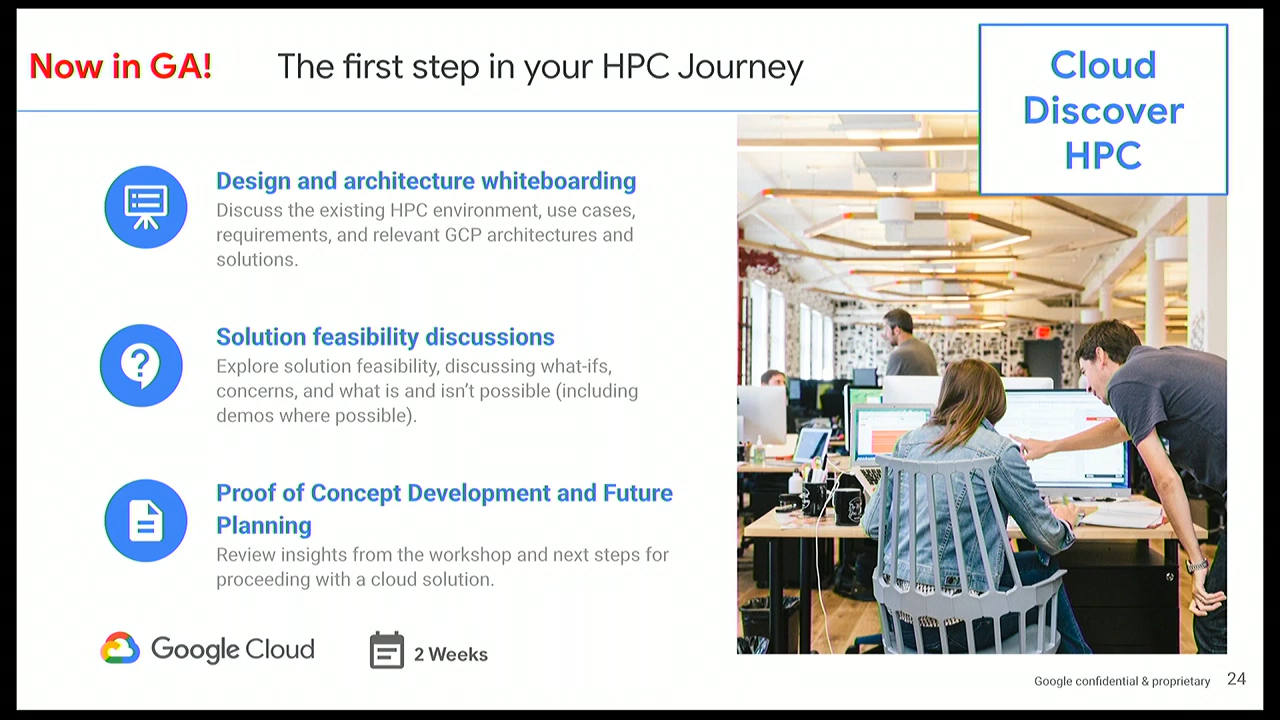 Now in GA!
The first step in your HPC Journey
Cloud
Discover
HPC
Design and architecture whiteboarding
Discuss the existing HPC environment, use cases,
requirements, and relevant GCP architectures and
solutions.
Solution feasibility discussions
Explore solution feasibility, discussing what-ifs,
concerns, and what is and isn't possible (including
demos where possible).
Proof of Concept Development and Future
Planning
Review insights from the workshop and next steps for
proceeding with a cloud solution.
Google Cloud
2 Weeks
Google confidential & proprietary
24